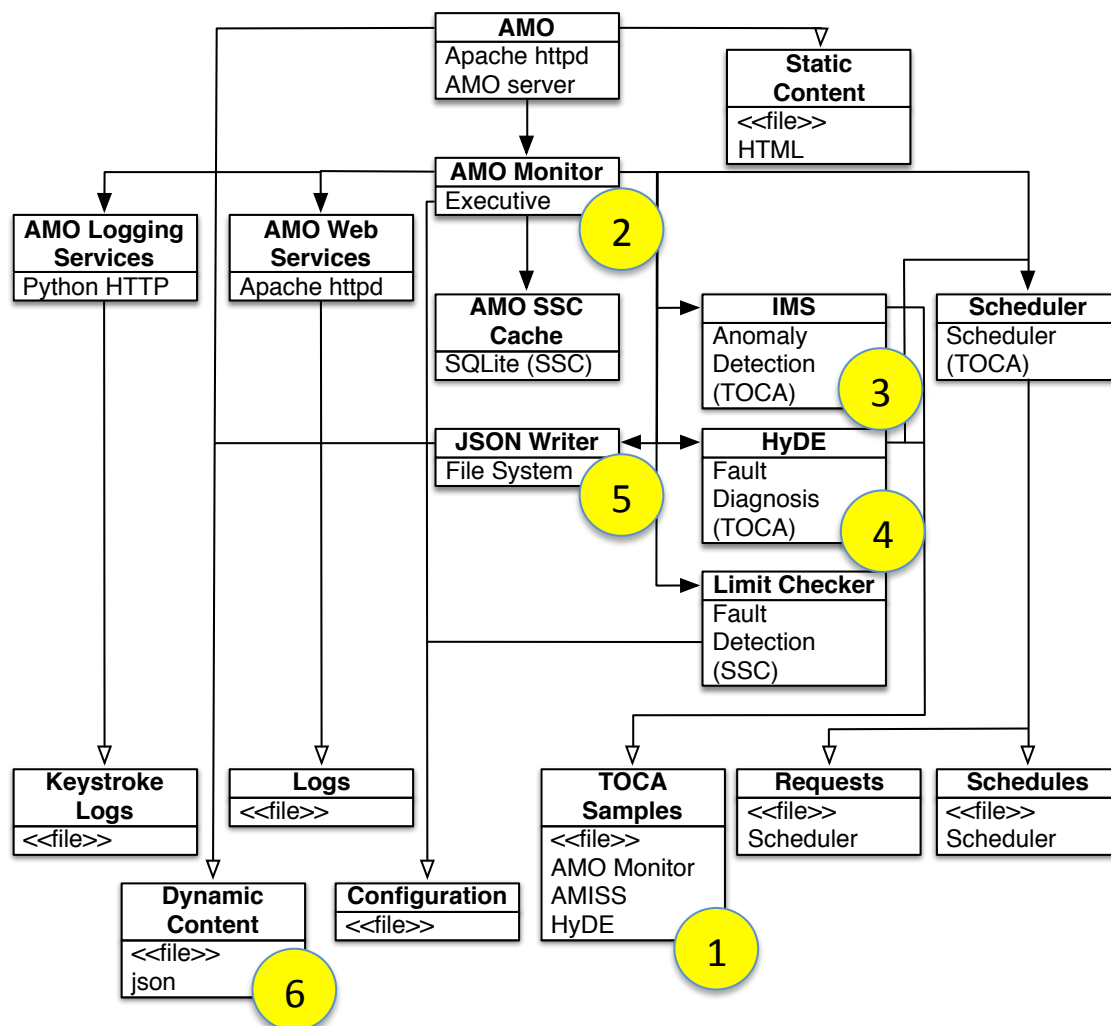 AMO
Apache httpd
AMO server
Static
Content
<<file>>
HTML
AMO Monitor
Executive
2
AMO Logging
Services
Python HTTP
AMO Web
Services
Apache httpd
AMO SSC
Cache
SQLite (SSC)
IMS
Anomaly
Detection
(TOCA)
3
Scheduler
Scheduler
(TOCA)
JSON Writer
File System
5
HyDE
Fault
Diagnosis
(TOCA)
4
Limit Checker
Fault
Detection
(SSC)
Keystroke
Logs
<<file>>
Logs
<<file>>
TOCA
Samples
<<file>>
AMO Monitor
AMISS
HyDE
1
Requests
<<file>>
Scheduler
Schedules
<<file>>
Scheduler
Dynamic
Content
<<file>>
json
6
Configuration
<<file>>